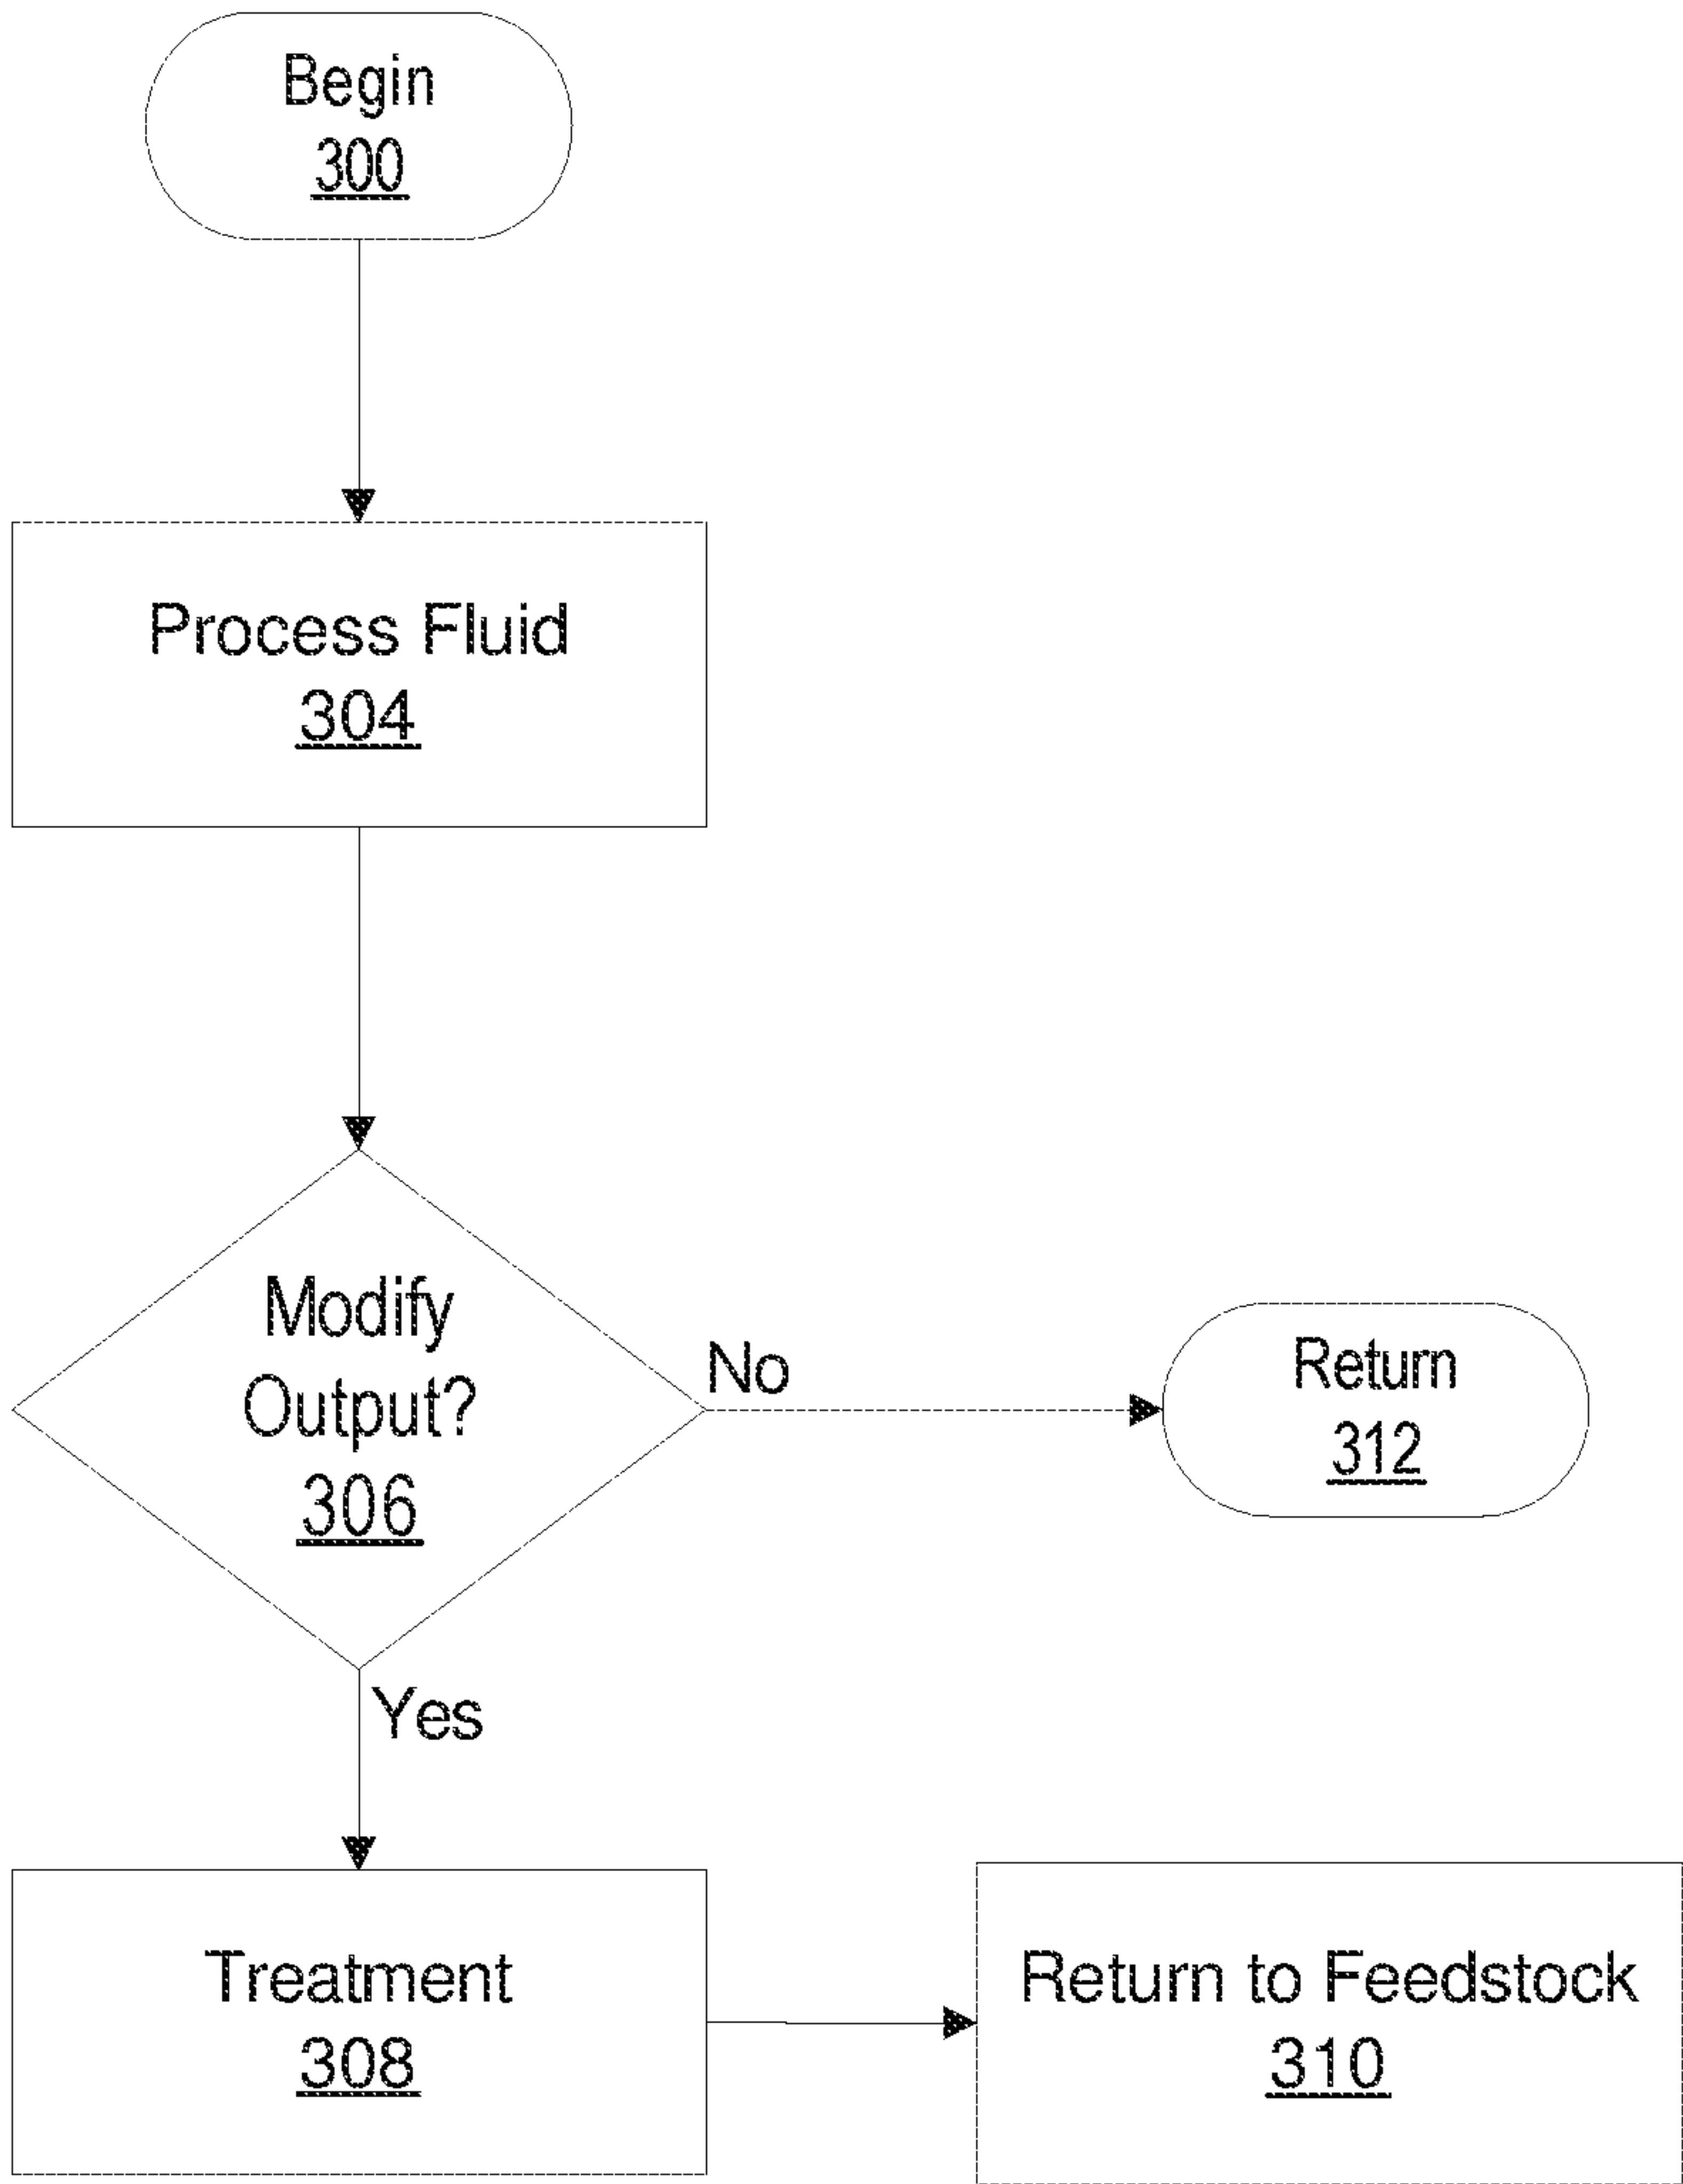 Begin
300
Process Fluid
304
Modify
Output?
306
No
Return
312
Yes
Treatment
308
Return to Feedstock
310